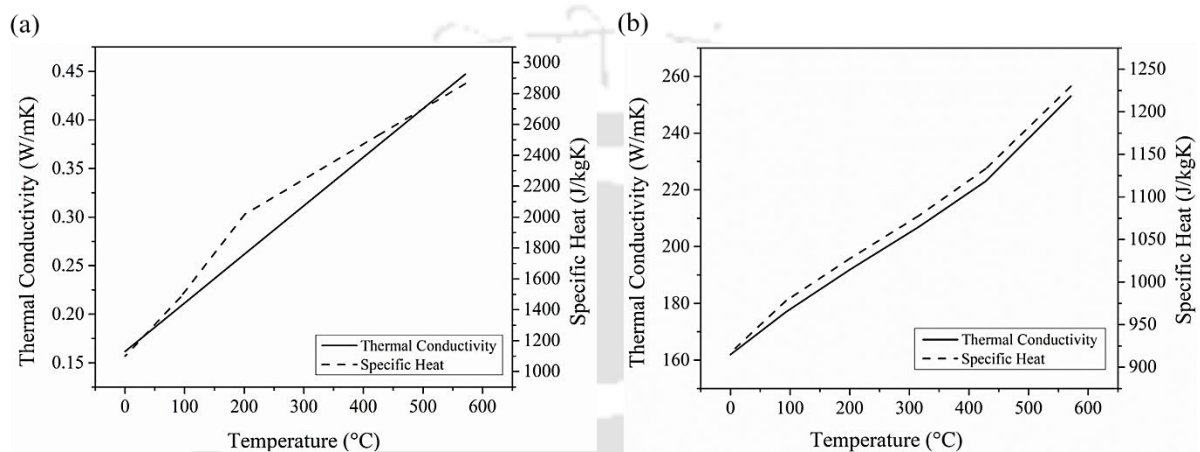 (a)
Thermal Conductivity (W/mK)
0.45
0.40
0.35
0.30
0.25
0.20
0.15
3000
2800
2600
2400
2200
2000
1800
1600
1400
1200
1000
Specific Heat (J/kgK)
Thermal Conductivity
Specific Heat
0 100 200 300 400 500 600
Temperature (°C)
(b)
Thermal Conductivity (W/mK)
260
240
220
200
180
160
1250
1200
1150
1100
1050
1000
950
900
Specific Heat (J/kgK)
Thermal Conductivity
Specific Heat
0 100 200 300 400 500 600
Temperature (°C)